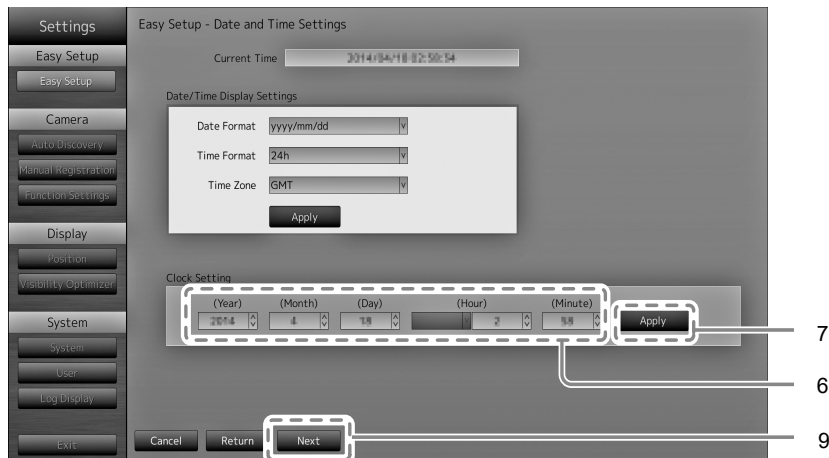 Settings
Easy Setup - Date and Time Settings
Easy Setup
Easy Setup
Current Time 2014/04/18 02:58:54
Date/Time Display Settings
Camera
Auto Discovery
Manual Registration
Function Settings
Date Format yyyy/mm/dd
Time Format 24h
Time Zone GMT
Apply
Display
Position
Visibility Optimizer
Clock Setting
(Year) (Month) (Day) (Hour) (Minute)
2014 4 18 2 58
Apply
7
System
System
User
Log Display
6
Exit
Cancel Return Next
9